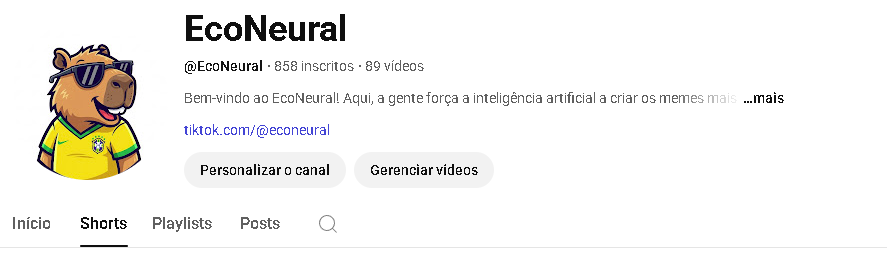 EcoNeural
@EcoNeural • 858 inscritos • 89 vídeos
Bem-vindo ao EcoNeural! Aqui, a gente força a inteligência artificial a criar os memes mais ...mais
tiktok.com/@econeural
Personalizar o canal Gerenciar vídeos
Início Shorts Playlists Posts